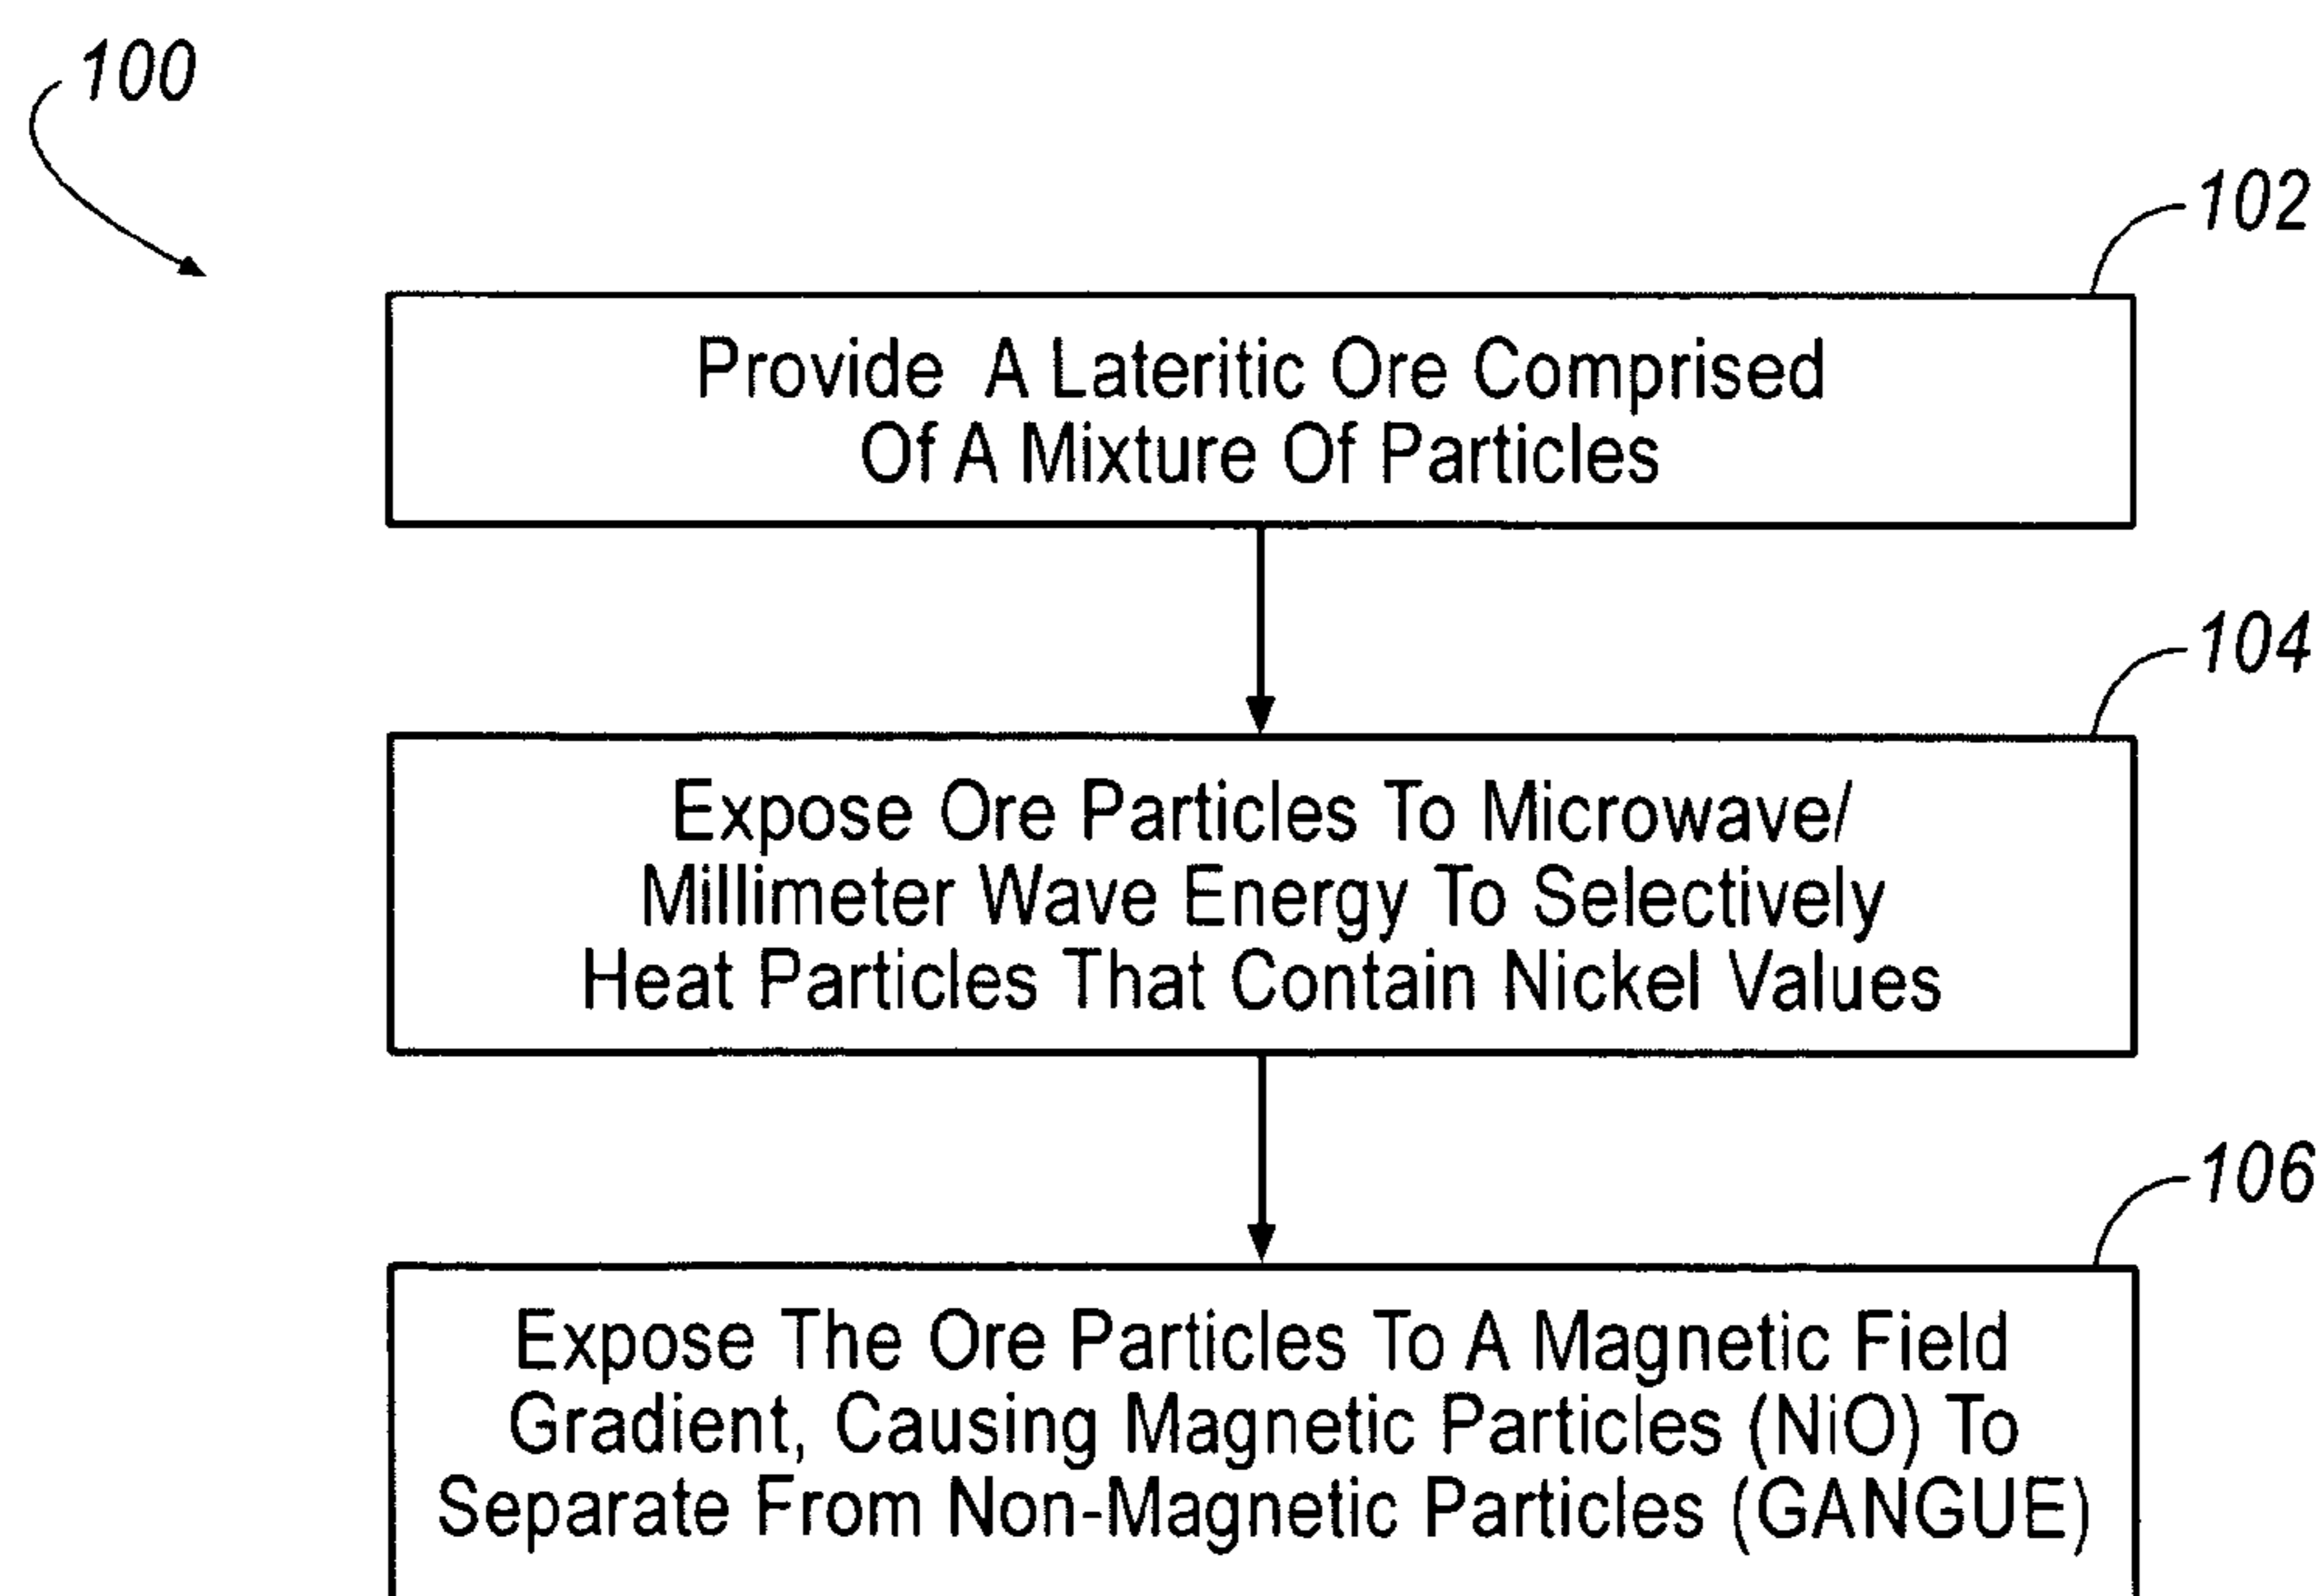 100
102
Provide A Lateritic Ore Comprised
Of A Mixture Of Particles
104
Expose Ore Particles To Microwave/
Millimeter Wave Energy To Selectively
Heat Particles That Contain Nickel Values
106
Expose The Ore Particles To A Magnetic Field
Gradient, Causing Magnetic Particles (NiO) To
Separate From Non-Magnetic Particles (GANGUE)